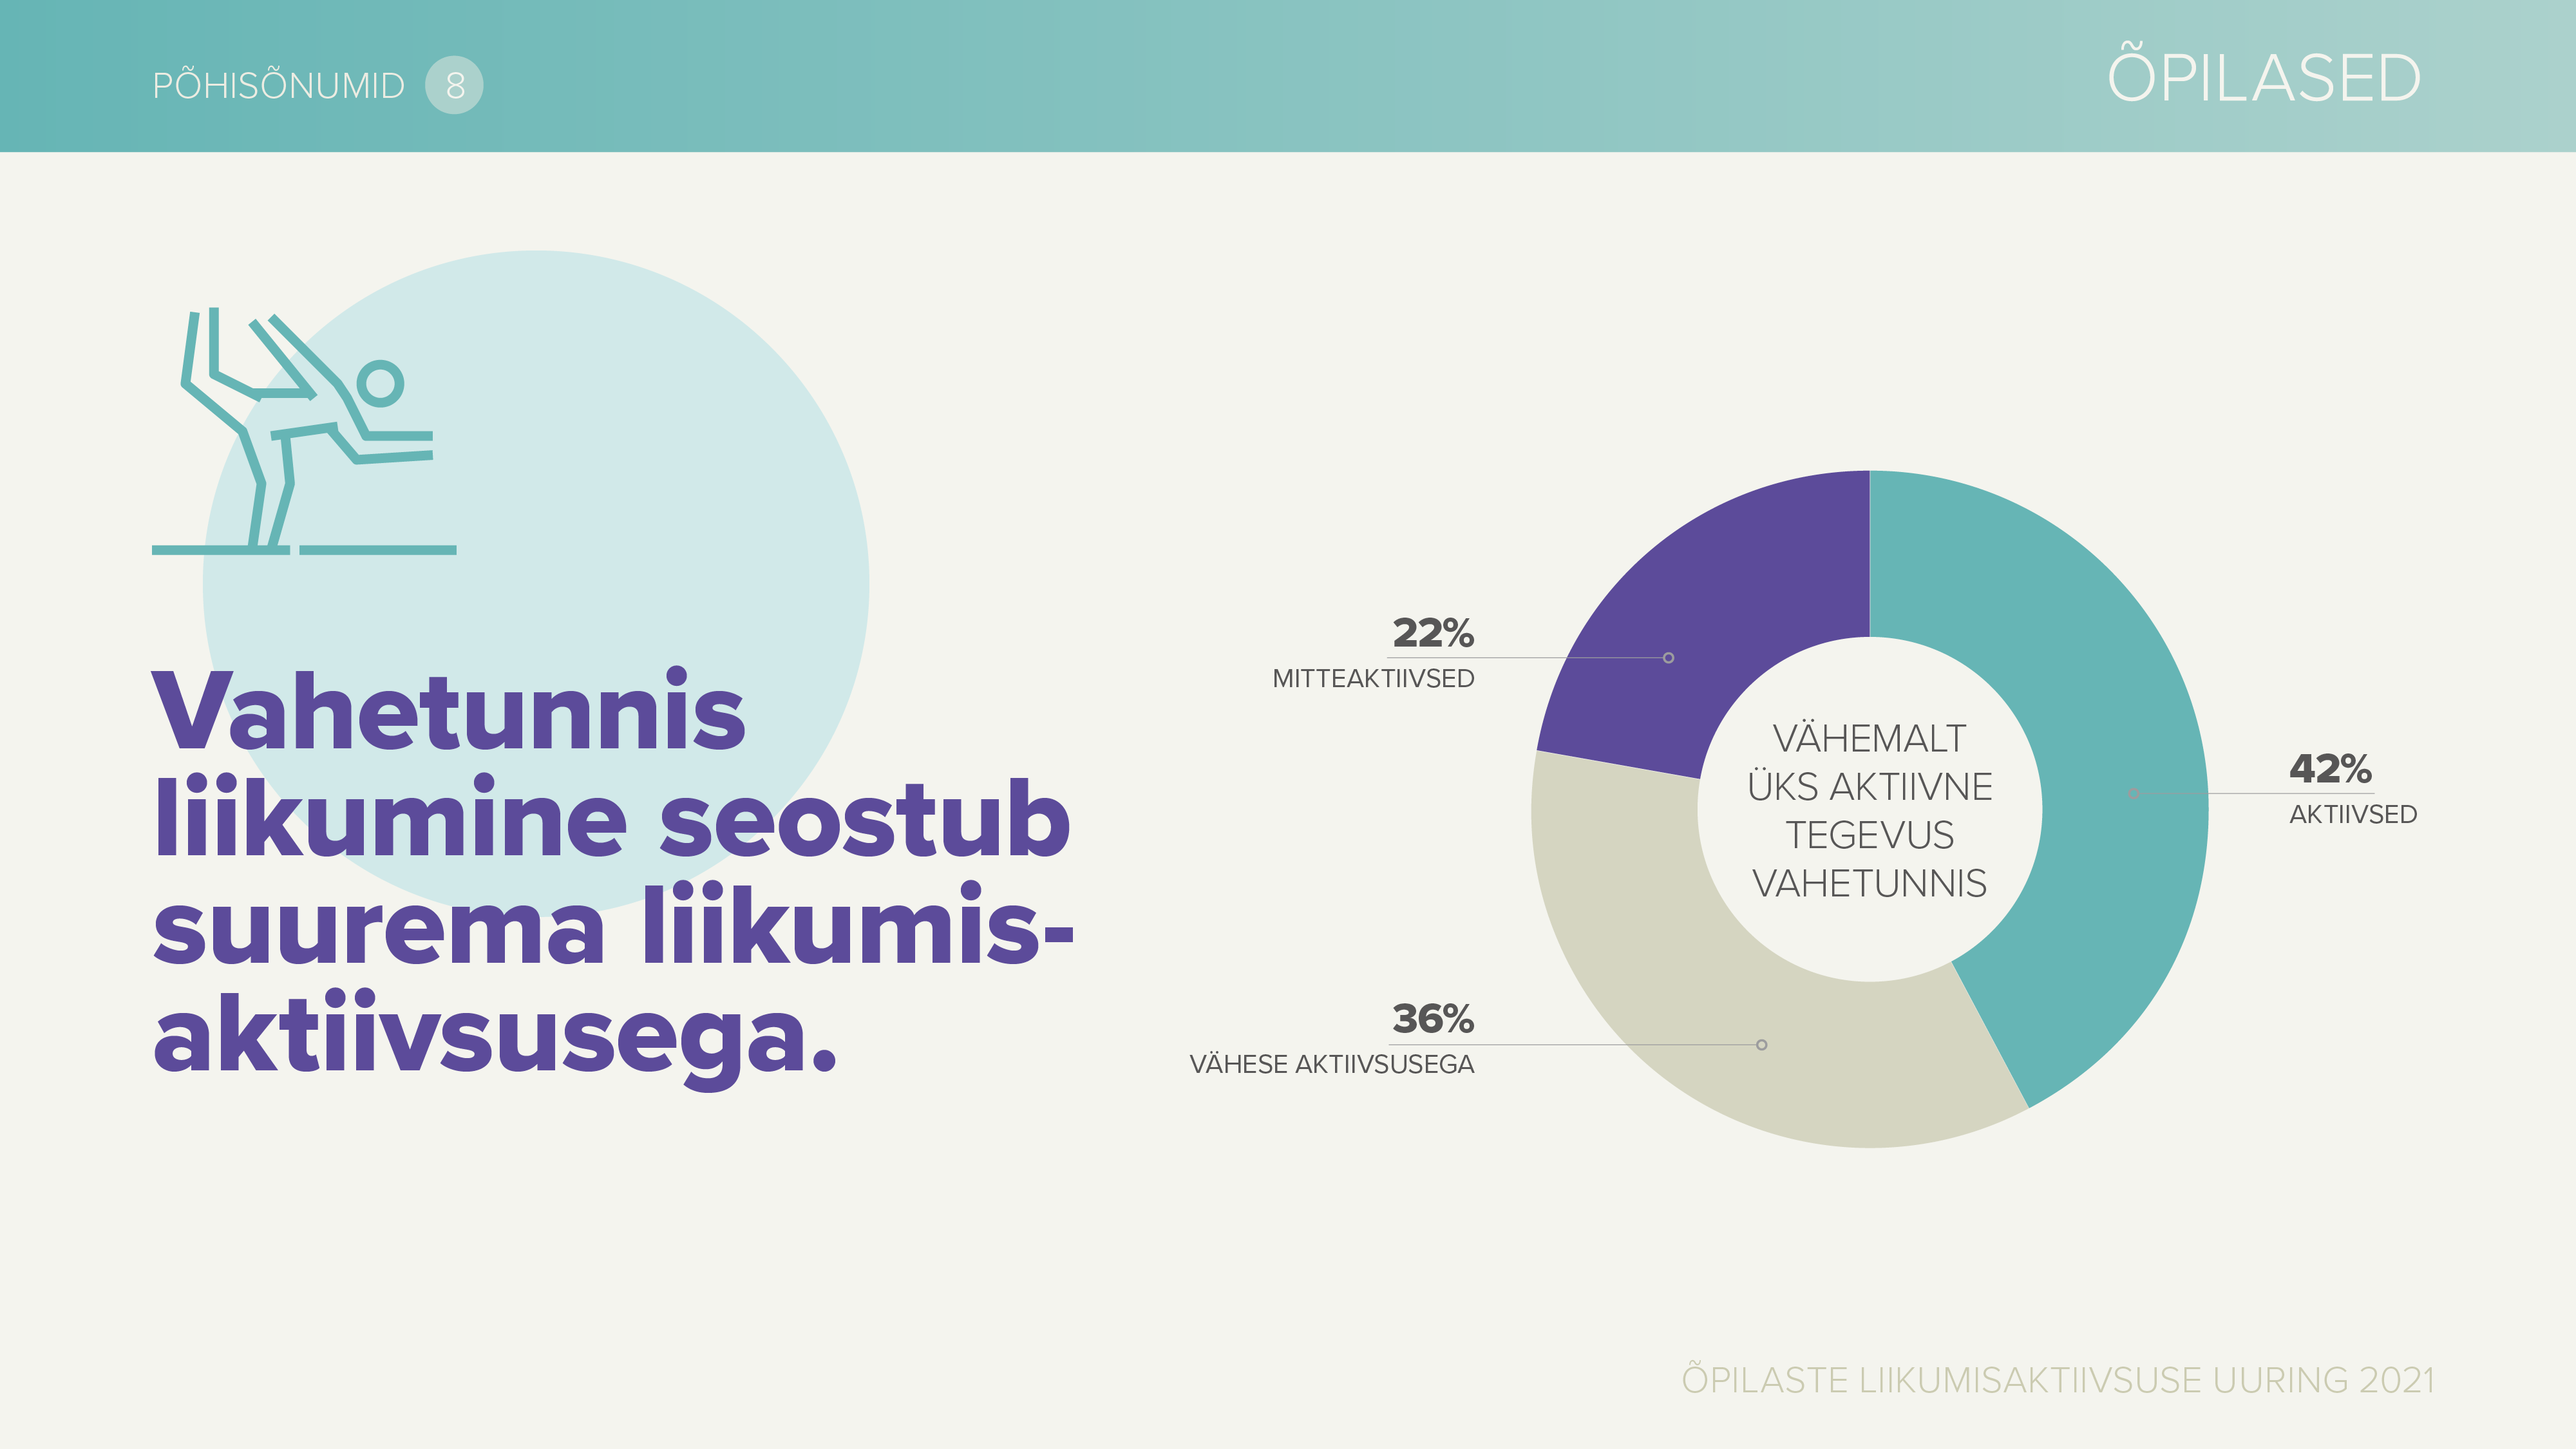 PÕHISÕNUMID 8
ÕPILASED
Vahetunnis
liikumine seostub
suurema liikumis-
aktiivsusega.
22%
MITTEAKTIIVSED
VÄHEMALT
ÜKS AKTIIVNE
TEGEVUS
VAHETUNNIS
42%
AKTIIVSED
36%
VÄHESE AKTIIVSUSEGA
ÕPILASTE LIIKUMISAKTIIVSUSE UURING 2021